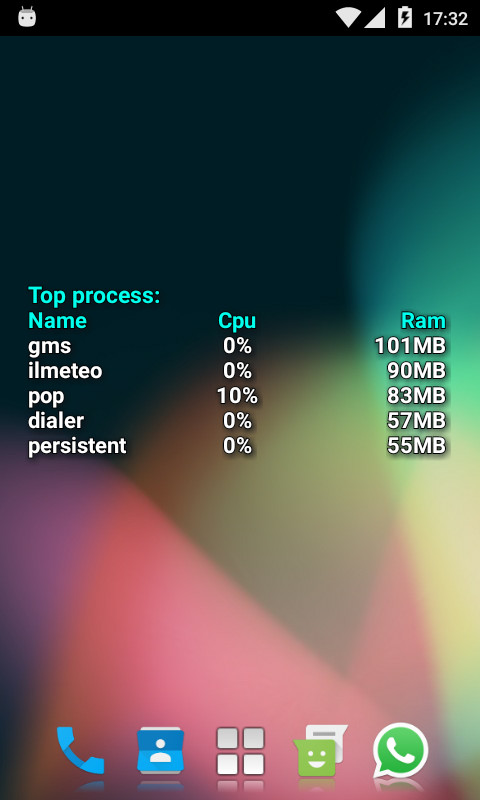 17:32
Top process:
Name Cpu Ram
gms 0% 101MB
ilmeteo 0% 90MB
pop 10% 83MB
dialer 0% 57MB
persistent 0% 55MB